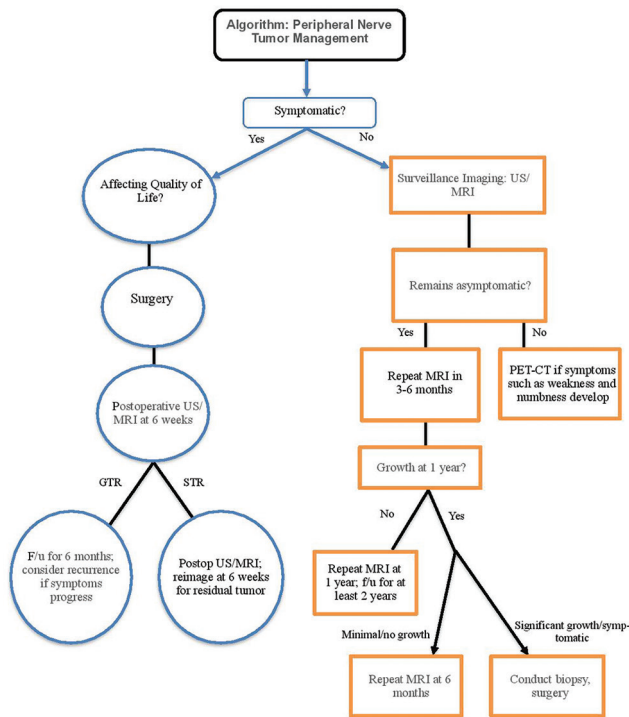 Algorithm: Peripheral Nerve
Tumor Management
Symptomatic?
Yes
No
Affecting Quality of
Life?
Surveillance Imaging: US/
MRI
Surgery
Remains asymptomatic?
Yes
No
Postoperative US/
MRI at 6 weeks
Repeat MRI in
3-6 months
PET-CT if symptoms
such as weakness and
numbness develop
GTR
STR
Growth at 1 year?
No
Yes
F/u for 6 months;
consider recurrence
if symptoms
progress
Postop US/MRI;
reimage at 6 weeks
for residual tumor
Repeat MRI at
1 year; f/u for at
least 2 years
Minimal/no growth
Significant growth/symp-
tomatic
Repeat MRI at 6
months
Conduct biopsy,
surgery